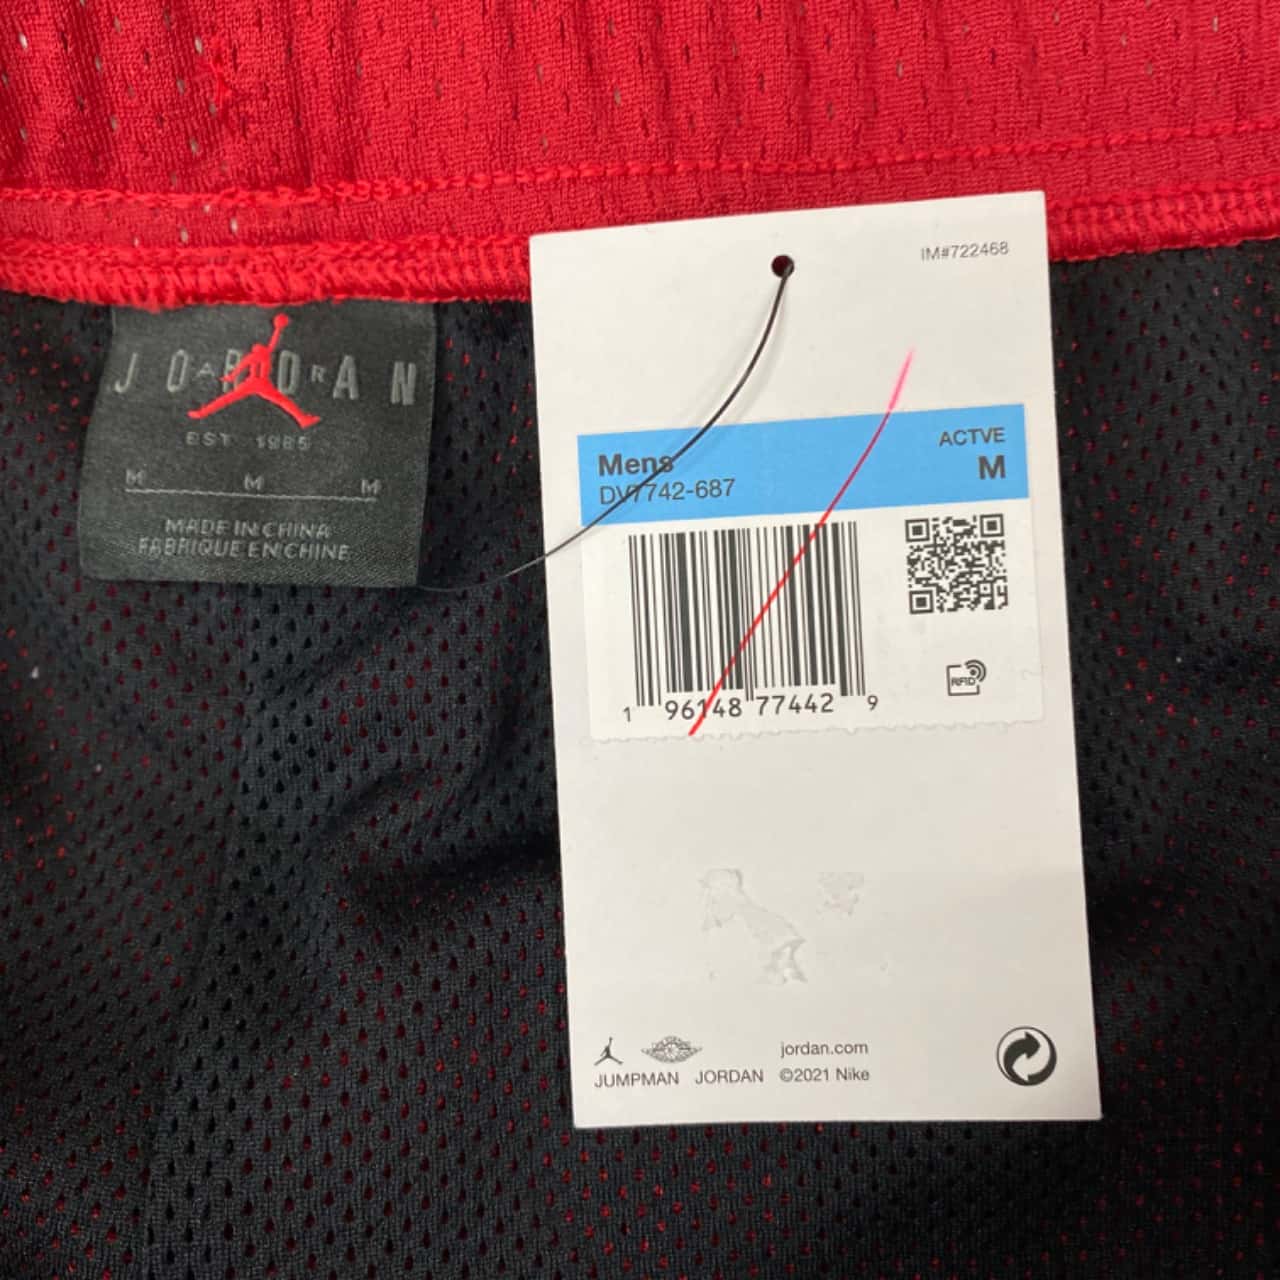 JORDAN
AIR
EST. 1985
M M M
MADE IN CHINA
FABRIQUE EN CHINE
IM#722468
Mens
DV7742-687
ACTVE
M
1 96148 77442 9
RFID
JUMPMAN JORDAN
jordan.com
©2021 Nike